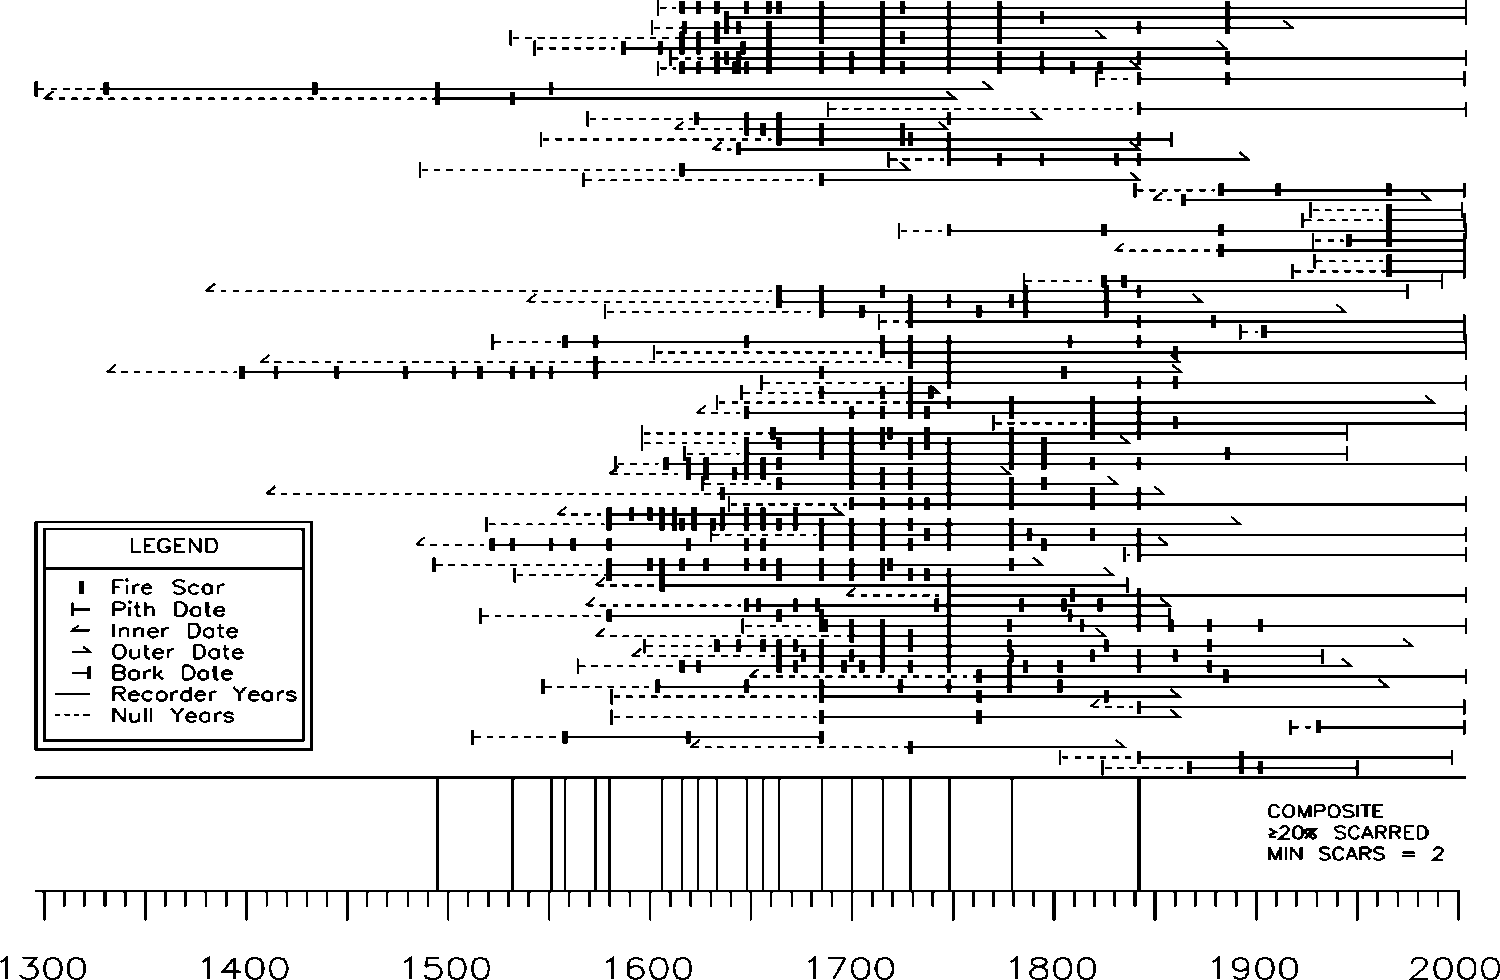 LEGEND
Fire Scar
Pith Date
Inner Date
Outer Date
Bark Date
Recorder Years
Null Years
COMPOSITE
≥20% SCARRED
MIN SCARS = 2
1300 1400 1500 1600 1700 1800 1900 2000